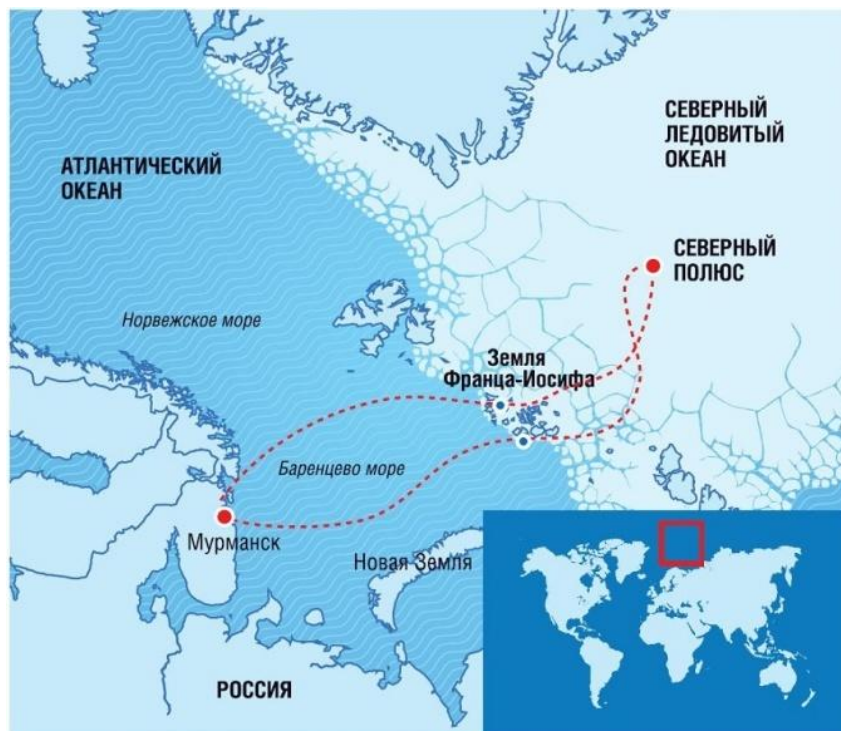 СЕВЕРНЫЙ
ЛЕДОВИТЫЙ
ОКЕАН
АТЛАНТИЧЕСКИЙ
ОКЕАН
СЕВЕРНЫЙ
ПОЛЮС
Норвежское море
Земля
Франца-Иосифа
Баренцево море
Мурманск
Новая Земля
РОССИЯ